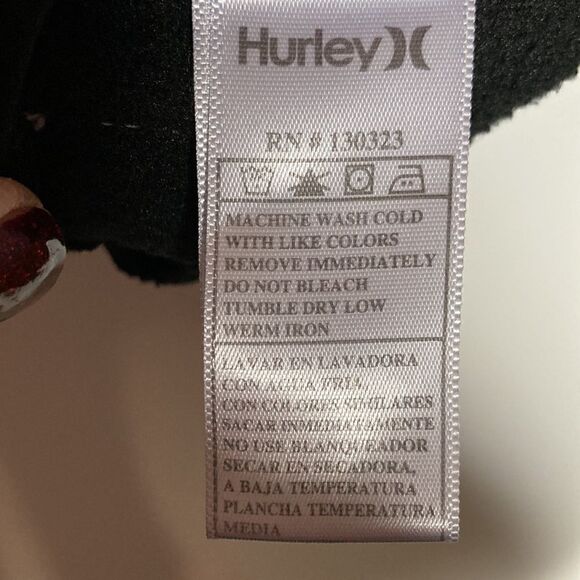 Hurley
RN # 130323
MACHINE WASH COLD
WITH LIKE COLORS
REMOVE IMMEDIATELY
DO NOT BLEACH
TUMBLE DRY LOW
WERM IRON
LAVAR EN LAVADORA
CON AGUA FRIA
CON COLORES SIMILARES
SACAR INMEDIATAMENTE
NO USE BLANQUEADOR
SECAR EN SECADORA,
A BAJA TEMPERATURA
PLANCHA TEMPERATURA
MEDIA